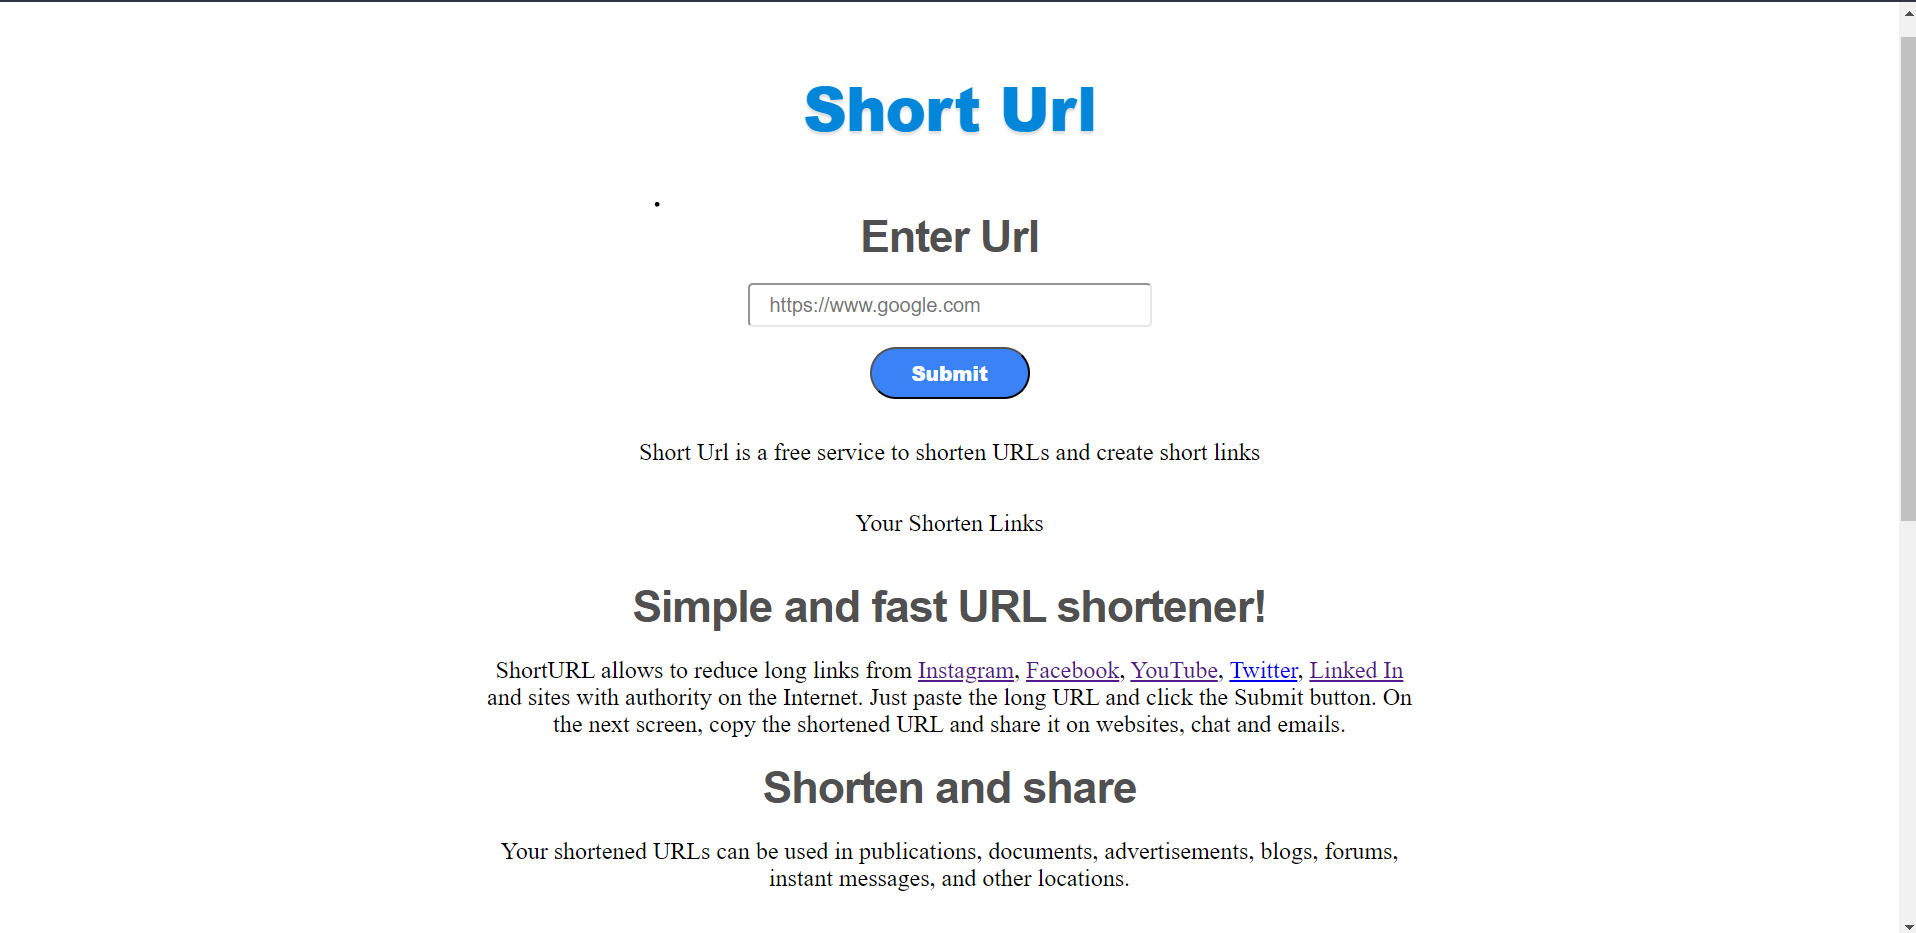 Short Url
Enter Url
https://www.google.com
Submit
Short Url is a free service to shorten URLs and create short links
Your Shorten Links
Simple and fast URL shortener!
ShortURL allows to reduce long links from Instagram, Facebook, YouTube, Twitter, Linked In
and sites with authority on the Internet. Just paste the long URL and click the Submit button. On
the next screen, copy the shortened URL and share it on websites, chat and emails.
Shorten and share
Your shortened URLs can be used in publications, documents, advertisements, blogs, forums,
instant messages, and other locations.